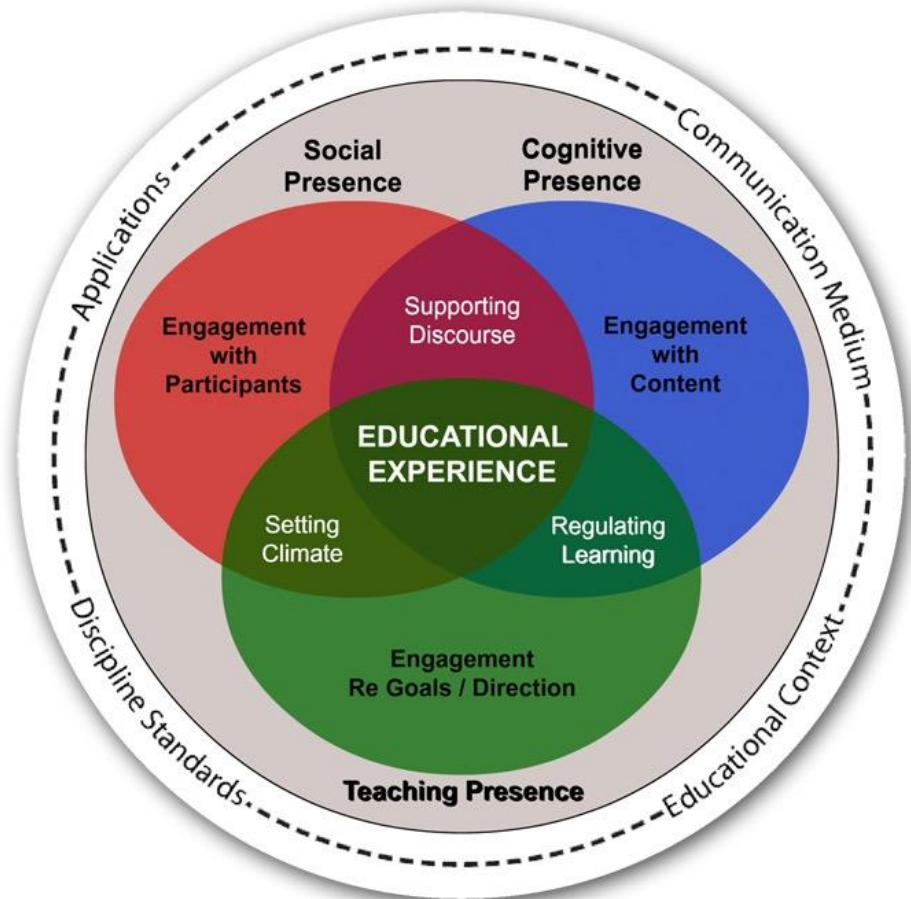 Applications
Communication Medium
Social
Presence
Cognitive
Presence
Supporting
Discourse
Engagement
with
Participants
Engagement
with
Content
EDUCATIONAL
EXPERIENCE
Setting
Climate
Regulating
Learning
Engagement
Re Goals / Direction
Teaching Presence
Discipline Standards
Educational Context